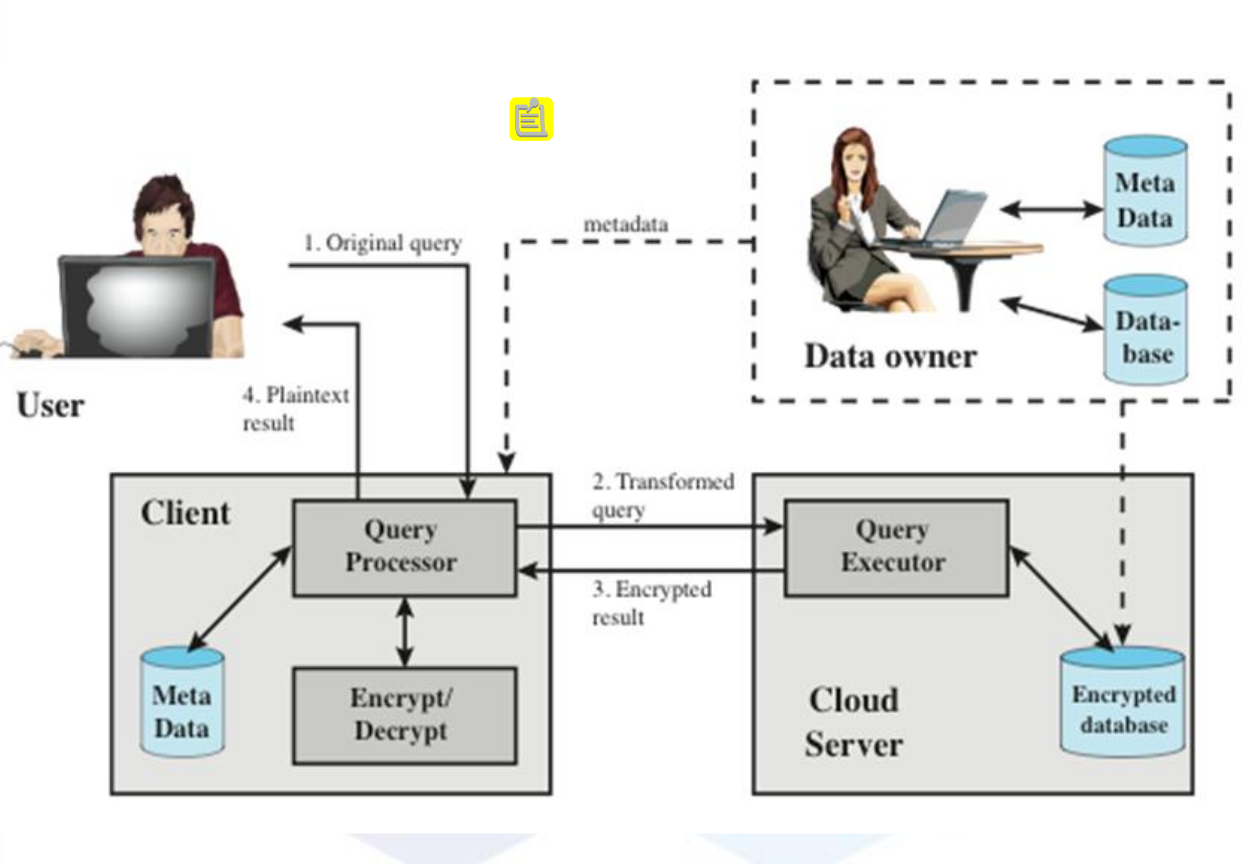 metadata
Meta
Data
1. Original query
Data-
base
Data owner
4. Plaintext
result
User
2. Transformed
query
Client
Query
Processor
Query
Executor
3. Encrypted
result
Meta
Data
Encrypt/
Decrypt
Cloud
Server
Encrypted
database